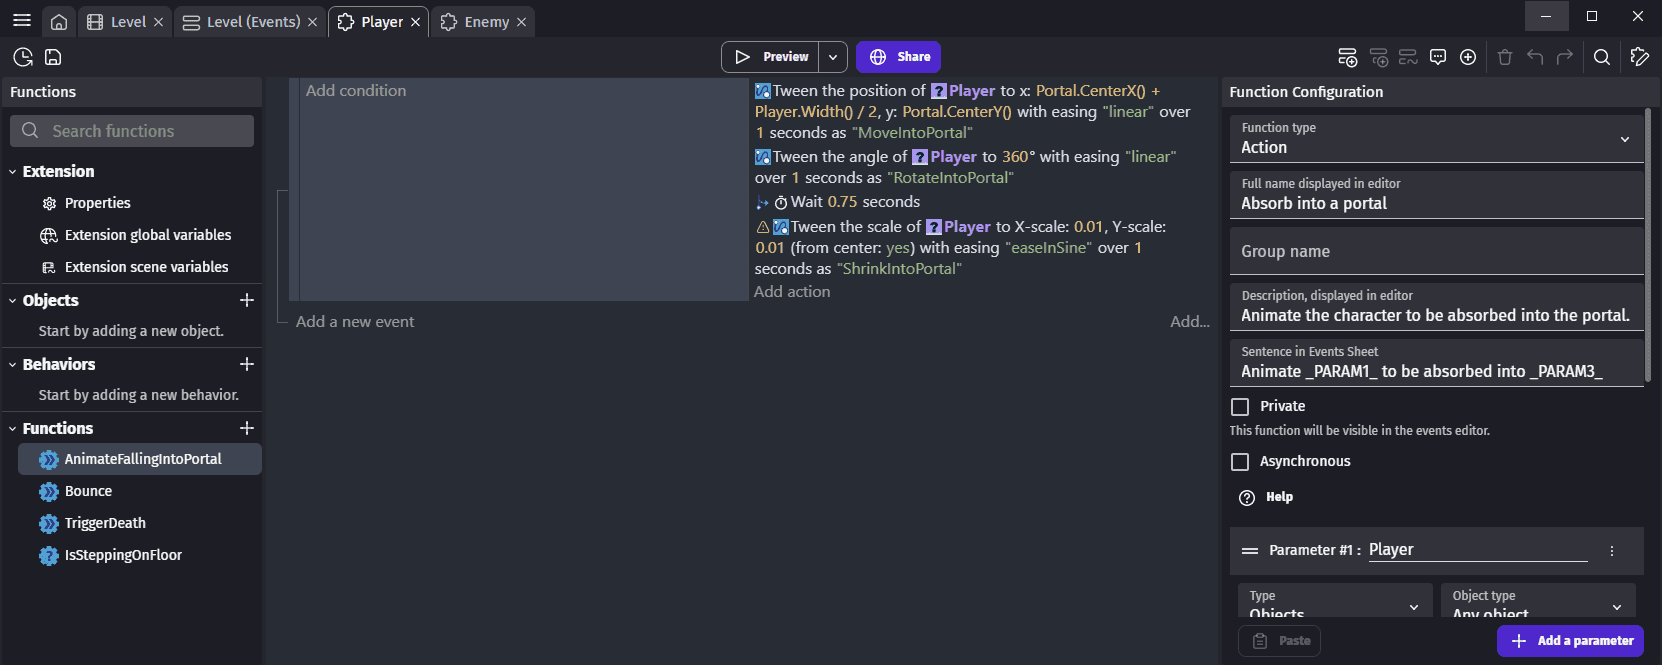 Level
Level (Events)
Player
Enemy
Preview
Share
Functions
Search functions
Extension
Properties
Extension global variables
Extension scene variables
Objects
Start by adding a new object.
Behaviors
Start by adding a new behavior.
Functions
AnimateFallingIntoPortal
Bounce
TriggerDeath
IsSteppingOnFloor
Add condition
Tween the position of Player to x: Portal.CenterX() +
Player.Width() / 2, y: Portal.CenterY() with easing "linear" over
1 seconds as "MoveIntoPortal"
Tween the angle of Player to 360° with easing "linear"
over 1 seconds as "RotateIntoPortal"
Wait 0.75 seconds
Tween the scale of Player to X-scale: 0.01, Y-scale:
0.01 (from center: yes) with easing "easeInSine" over 1
seconds as "ShrinkIntoPortal"
Add action
Add a new event
Add...
Function Configuration
Function type
Action
Full name displayed in editor
Absorb into a portal
Group name
Description, displayed in editor
Animate the character to be absorbed into the portal.
Sentence in Events Sheet
Animate _PARAM1_ to be absorbed into _PARAM3_
Private
This function will be visible in the events editor.
Asynchronous
Help
Parameter #1 : Player
Type
Objects
Object type
Any object
Paste
Add a parameter